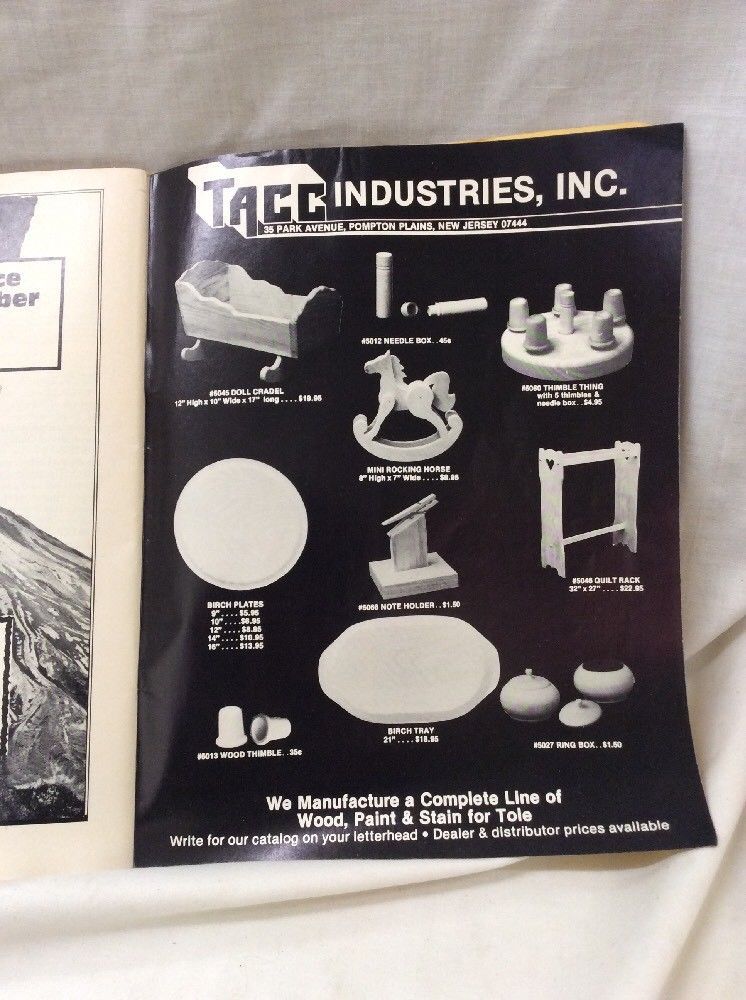 ce
ber
TACC INDUSTRIES, INC.
35 PARK AVENUE, POMPTON PLAINS, NEW JERSEY 07444
#5045 DOLL CRADEL
12" High x 10" Wide x 17" long .... $19.95
#5012 NEEDLE BOX..45¢
#5060 THIMBLE THING
with 5 thimbles &
needle box..$4.95
MINI ROCKING HORSE
8" High x 7" Wide .... $8.95
BIRCH PLATES
9" .... $5.95
10" .... $6.95
12" .... $8.95
14" .... $10.95
16" .... $13.95
#5066 NOTE HOLDER..$1.50
#5046 QUILT RACK
32" x 27" .... $22.95
#5013 WOOD THIMBLE..35¢
BIRCH TRAY
21" .... $18.95
#5027 RING BOX..$1.50
We Manufacture a Complete Line of
Wood, Paint & Stain for Tole
Write for our catalog on your letterhead • Dealer & distributor prices available